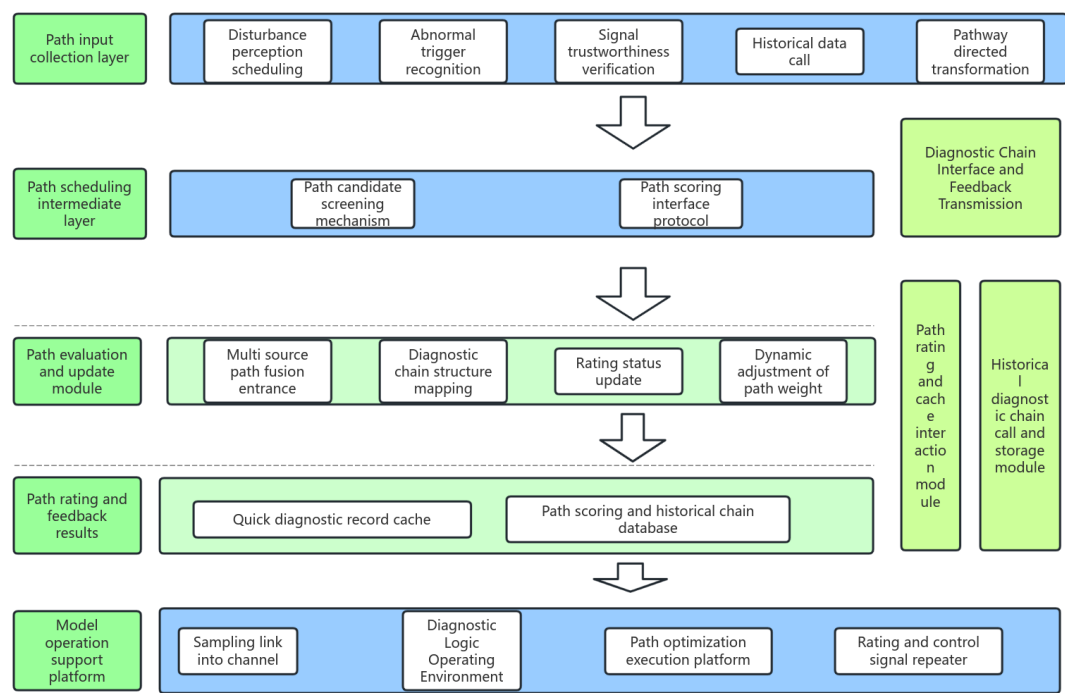 Path input
collection layer
Disturbance
perception
scheduling
Abnormal
trigger
recognition
Signal
trustworthiness
verification
Historical data
call
Pathway
directed
transformation
Diagnostic Chain
Interface and
Feedback
Transmission
Path scheduling
intermediate
layer
Path candidate
screening
mechanism
Path scoring
interface
protocol
Path evaluation
and update
module
Multi source
path fusion
entrance
Diagnostic
chain structure
mapping
Rating status
update
Dynamic
adjustment of
path weight
Path
ratin
g
and
cach
e
inter
actio
n
mod
ule
Historica
l
diagnost
ic chain
call and
storage
module
Path rating and
feedback
results
Quick diagnostic record cache
Path scoring and historical chain
database
Model
operation
support
platform
Sampling link
into channel
Diagnostic
Logic
Operating
Environment
Path optimization
execution platform
Rating and control
signal repeater